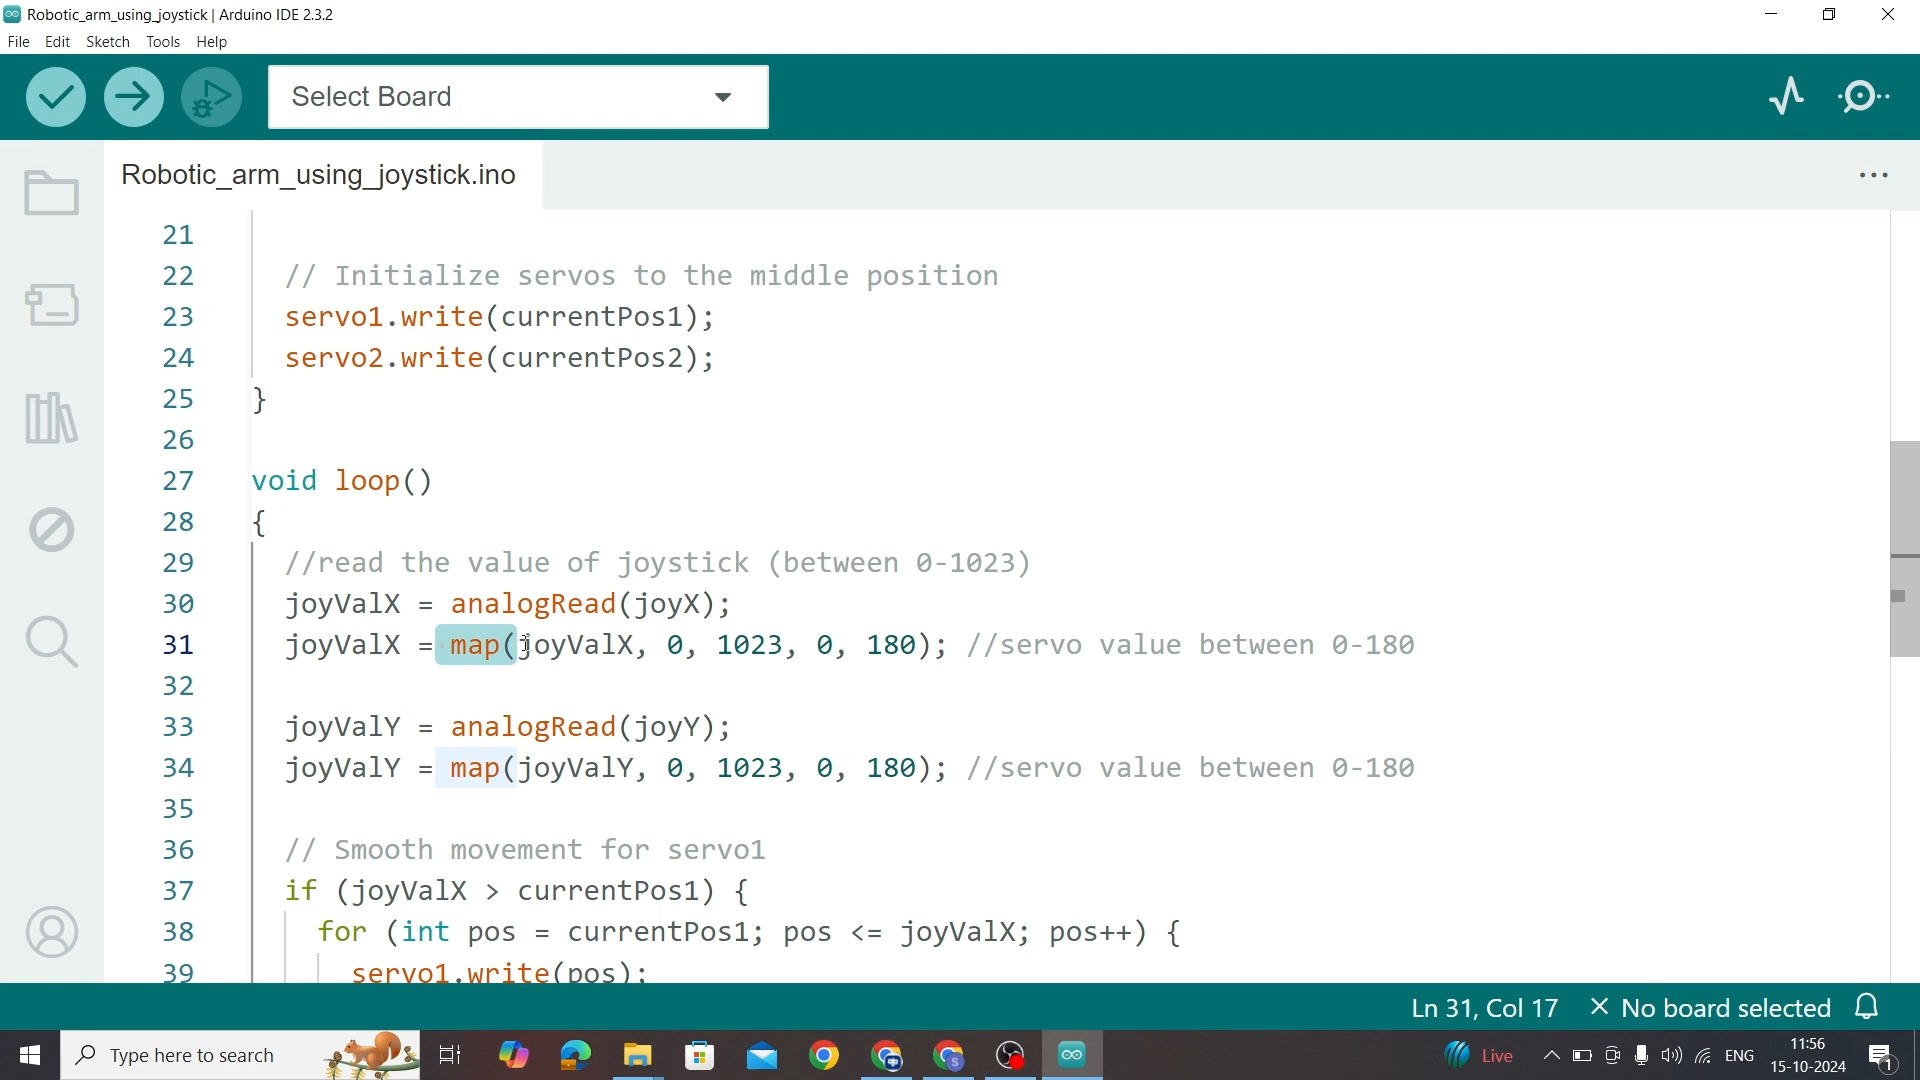 Robotic_arm_using_joystick | Arduino IDE 2.3.2
File Edit Sketch Tools Help
Select Board
Robotic_arm_using_joystick.ino
21
22 // Initialize servos to the middle position
23 servo1.write(currentPos1);
24 servo2.write(currentPos2);
25 }
26
27 void loop()
28 {
29 //read the value of joystick (between 0-1023)
30 joyValX = analogRead(joyX);
31 joyValX = map(joyValX, 0, 1023, 0, 180); //servo value between 0-180
32
33 joyValY = analogRead(joyY);
34 joyValY = map(joyValY, 0, 1023, 0, 180); //servo value between 0-180
35
36 // Smooth movement for servo1
37 if (joyValX > currentPos1) {
38 for (int pos = currentPos1; pos <= joyValX; pos++) {
39 servo1.write(pos);
Ln 31, Col 17 × No board selected
Type here to search
Live
ENG
11:56
15-10-2024
1